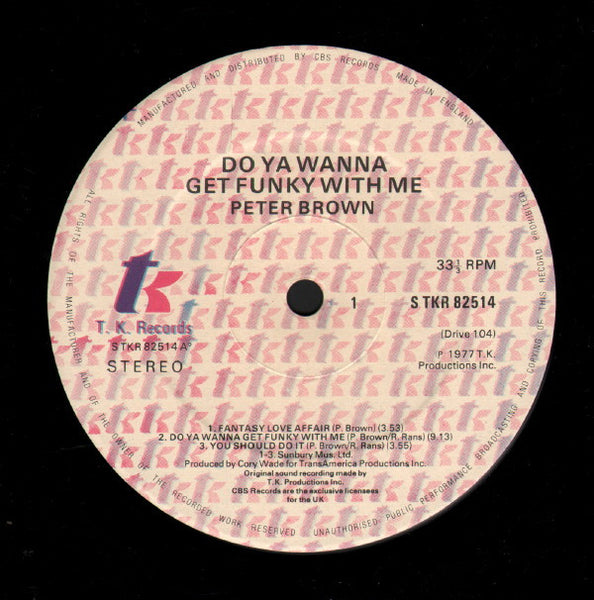 MANUFACTURED AND DISTRIBUTED BY CBS RECORDS MADE IN ENGLAND
DO YA WANNA
GET FUNKY WITH ME
PETER BROWN
tk
T. K. Records
S TKR 82514 A°
STEREO
1
33⅓ RPM
S TKR 82514
(Drive 104)
P 1977 T.K.
Productions Inc.
1. FANTASY LOVE AFFAIR (P. Brown) (3.53)
2. DO YA WANNA GET FUNKY WITH ME (P. Brown/R. Rans) (9.13)
3. YOU SHOULD DO IT (P. Brown/R. Rans) (3.55)
1-3. Sunbury Mus. Ltd.
Produced by Cory Wade for TransAmerica Productions Inc.
Original sound recording made by
T. K. Productions Inc.
CBS Records are the exclusive licensees
for the UK
ALL RIGHTS OF THE MANUFACTURER AND OF THE OWNER OF THE RECORDED WORK RESERVED UNAUTHORISED PUBLIC PERFORMANCE BROADCASTING AND COPYING OF THIS RECORD PROHIBITED